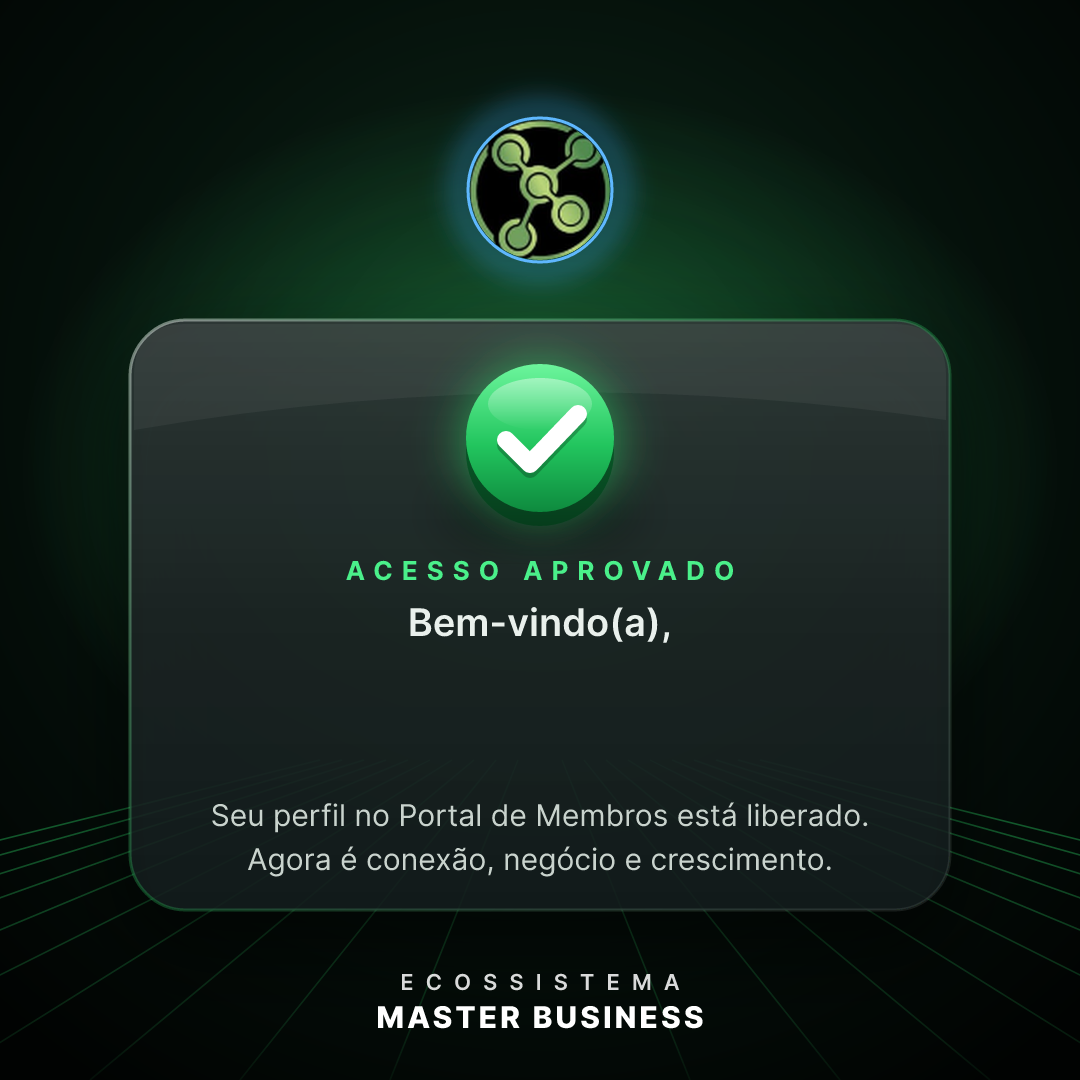 ACESSO APROVADO
Bem-vindo(a),
Seu perfil no Portal de Membros está liberado.
Agora é conexão, negócio e crescimento.
ECOSSISTEMA
MASTER BUSINESS